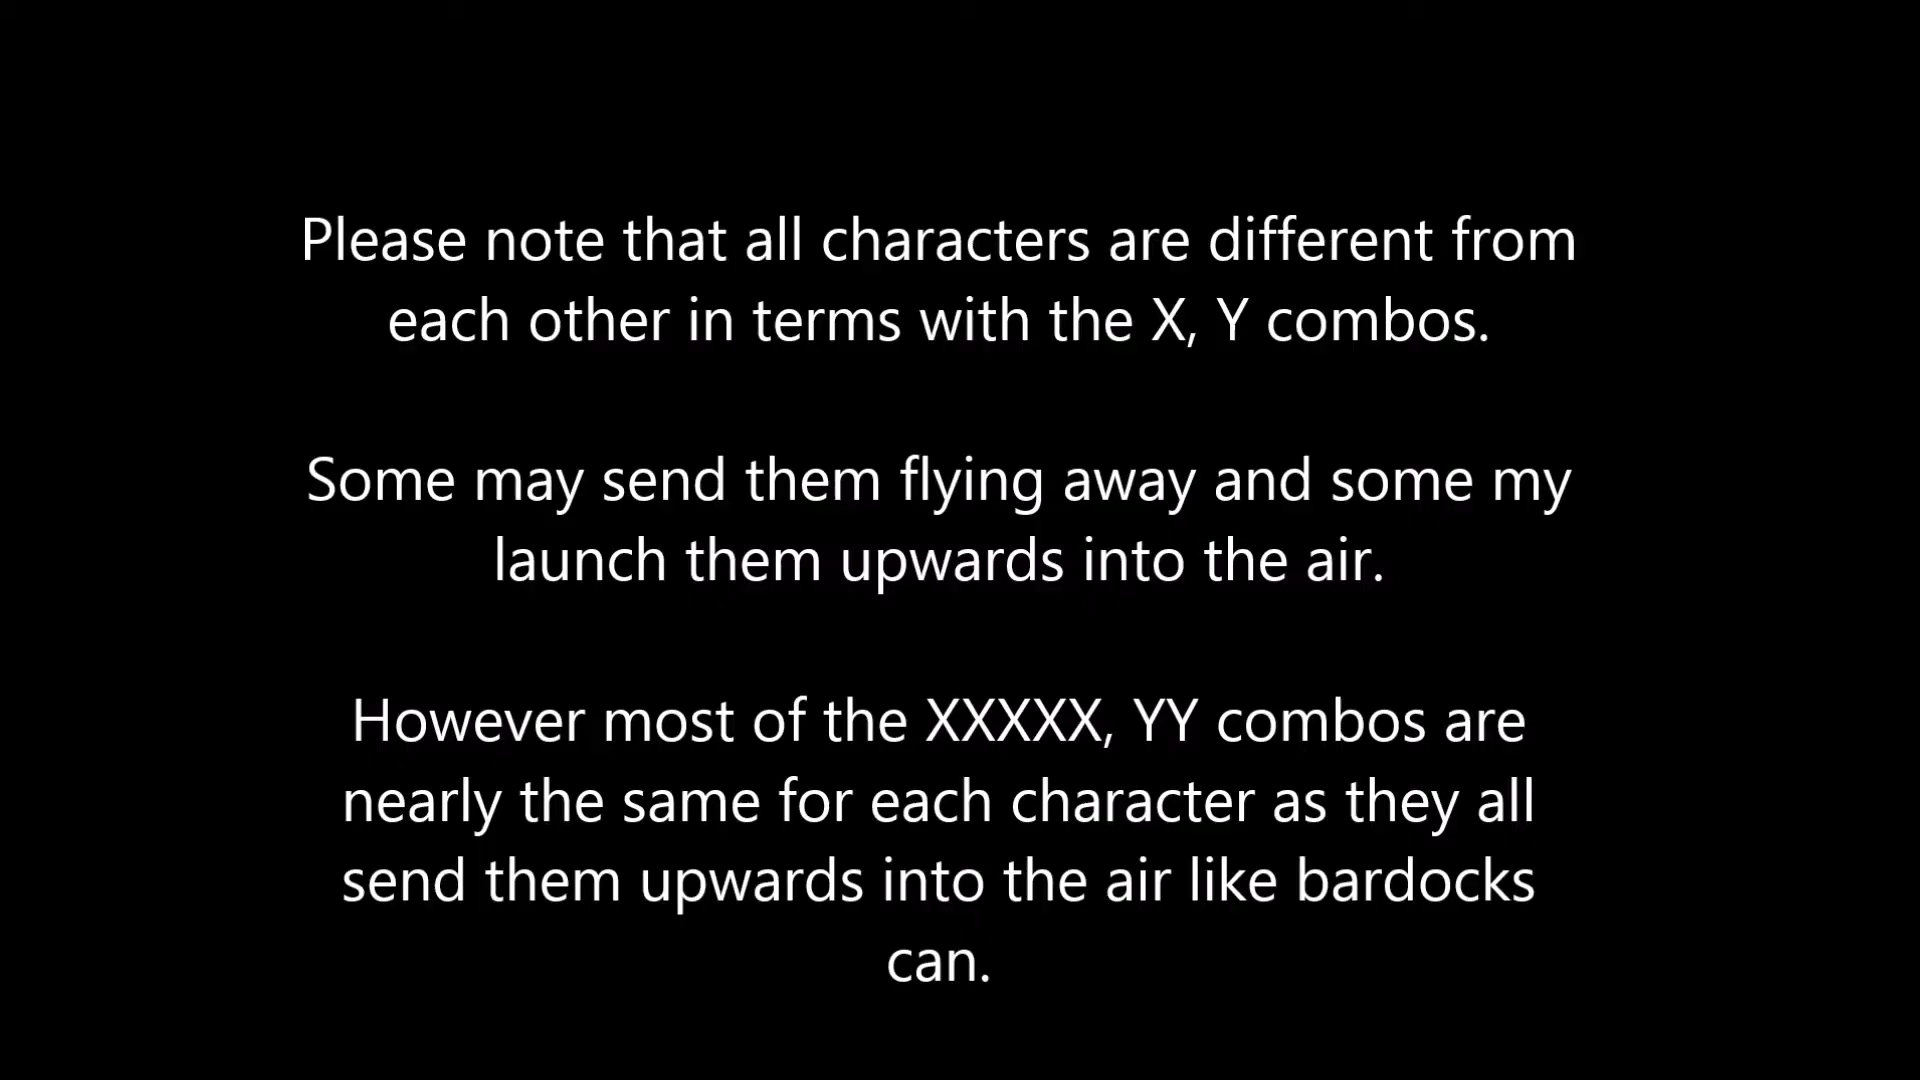 Please note that all characters are different from
each other in terms with the X, Y combos.
Some may send them flying away and some my
launch them upwards into the air.
However most of the XXXXX, YY combos are
nearly the same for each character as they all
send them upwards into the air like bardocks
can.